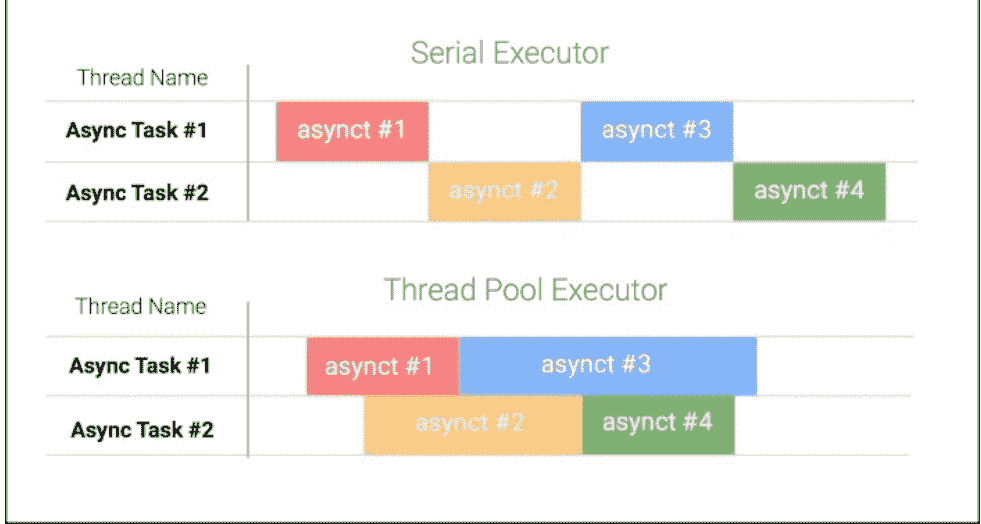 Serial Executor
Thread Name
Async Task #1
asynct #1
asynct #3
Async Task #2
asynct #2
asynct #4
Thread Pool Executor
Thread Name
Async Task #1
asynct #1
asynct #3
Async Task #2
asynct #2
asynct #4